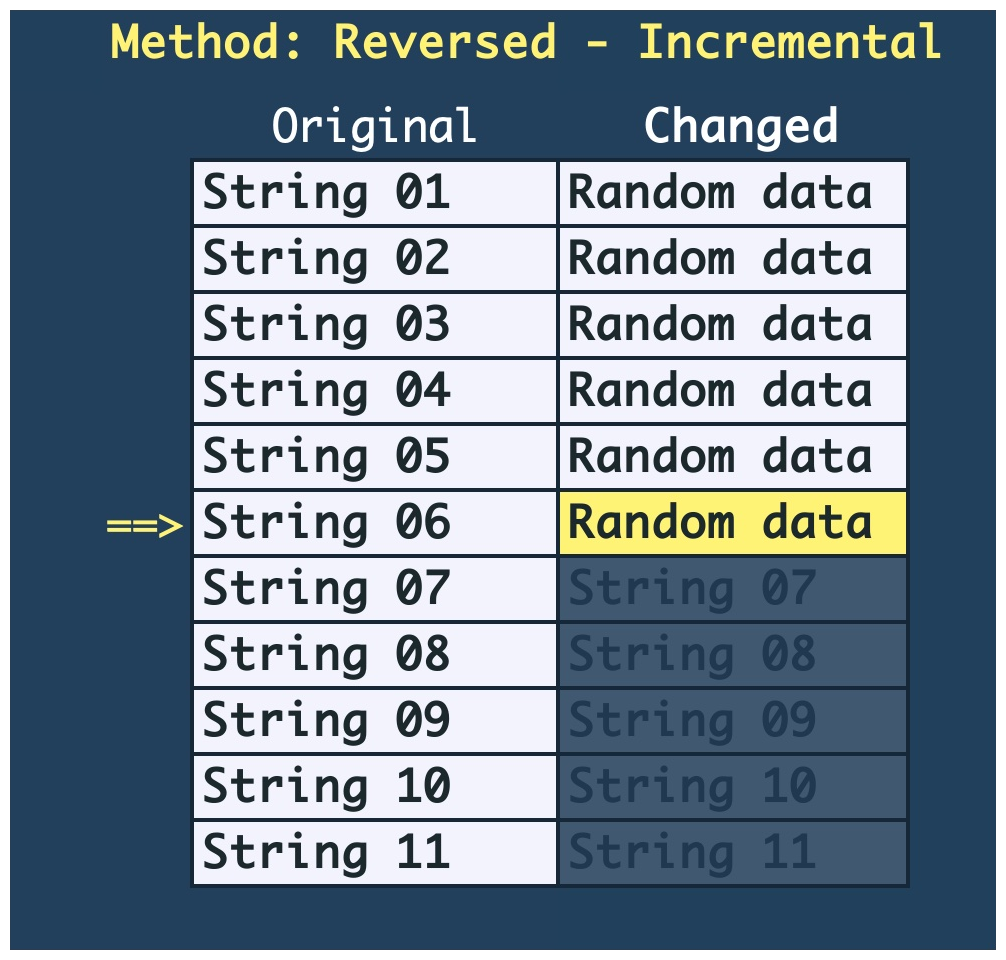 Method: Reversed - Incremental
Original Changed
String 01 Random data
String 02 Random data
String 03 Random data
String 04 Random data
String 05 Random data
==> String 06 Random data
String 07 String 07
String 08 String 08
String 09 String 09
String 10 String 10
String 11 String 11